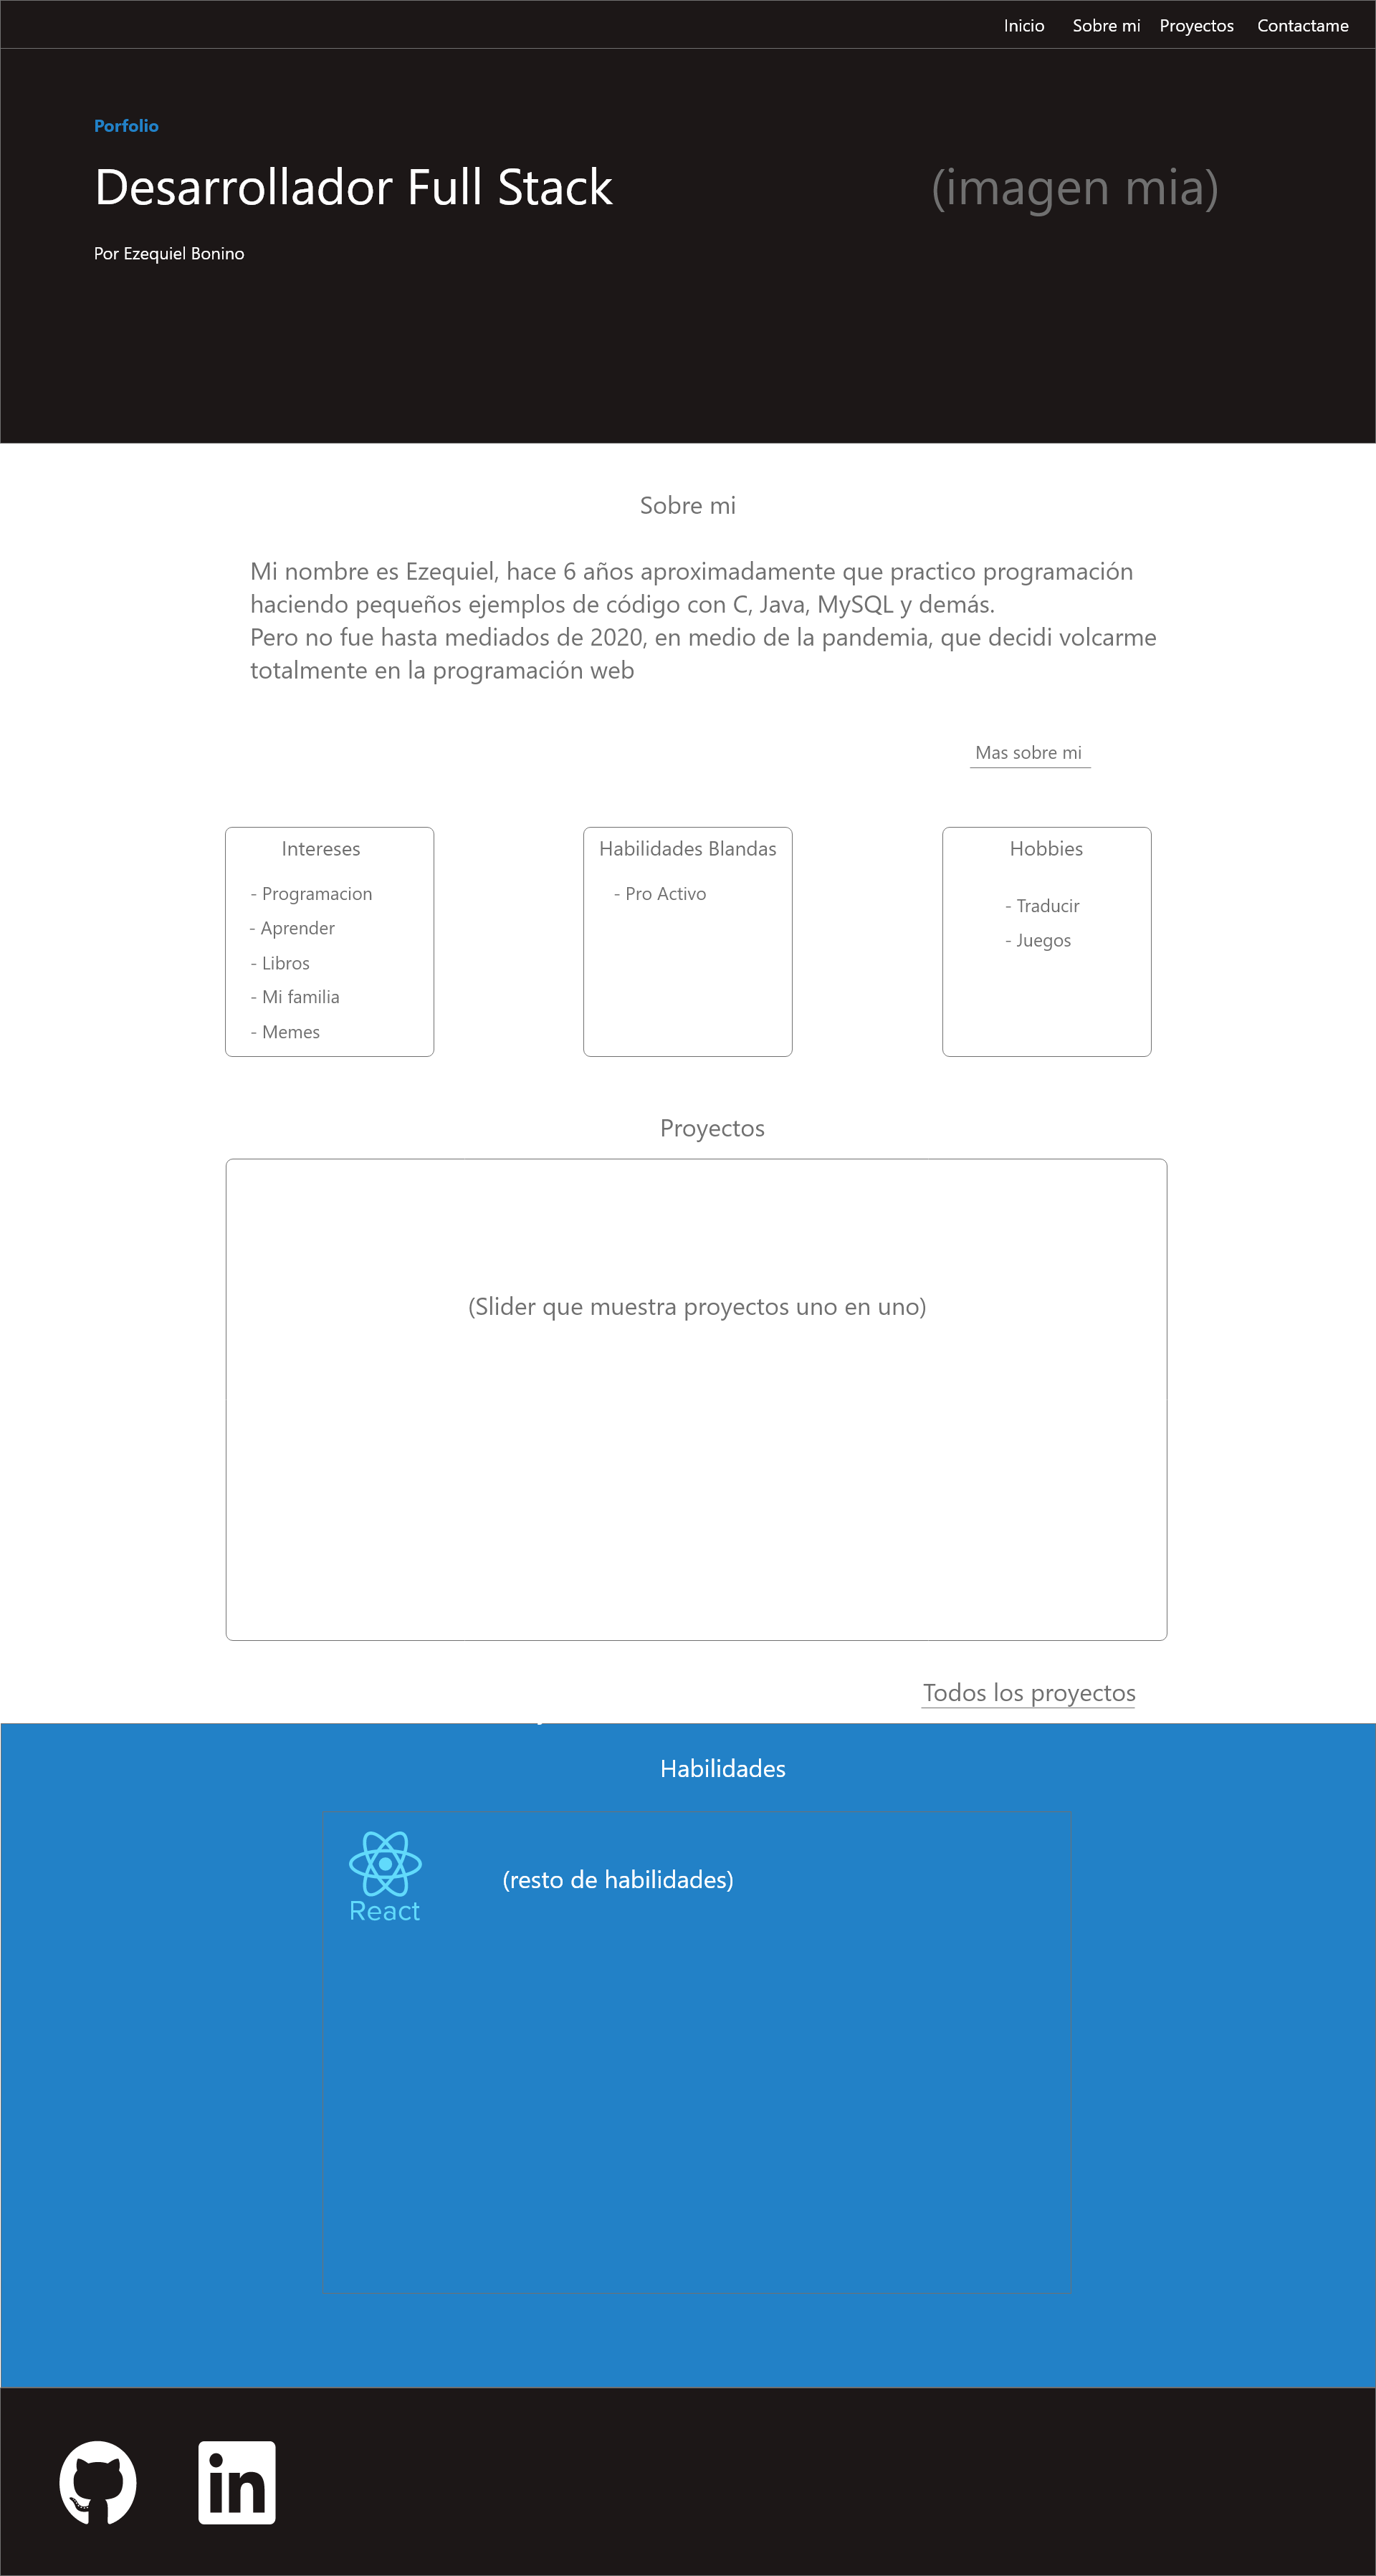 Inicio Sobre mi Proyectos Contactame
Porfolio
Desarrollador Full Stack
(imagen mia)
Por Ezequiel Bonino
Sobre mi
Mi nombre es Ezequiel, hace 6 años aproximadamente que practico programación
haciendo pequeños ejemplos de código con C, Java, MySQL y demás.
Pero no fue hasta mediados de 2020, en medio de la pandemia, que decidi volcarme
totalmente en la programación web
Mas sobre mi
Intereses
- Programacion
- Aprender
- Libros
- Mi familia
- Memes
Habilidades Blandas
- Pro Activo
Hobbies
- Traducir
- Juegos
Proyectos
(Slider que muestra proyectos uno en uno)
Todos los proyectos
Habilidades
React
(resto de habilidades)
in